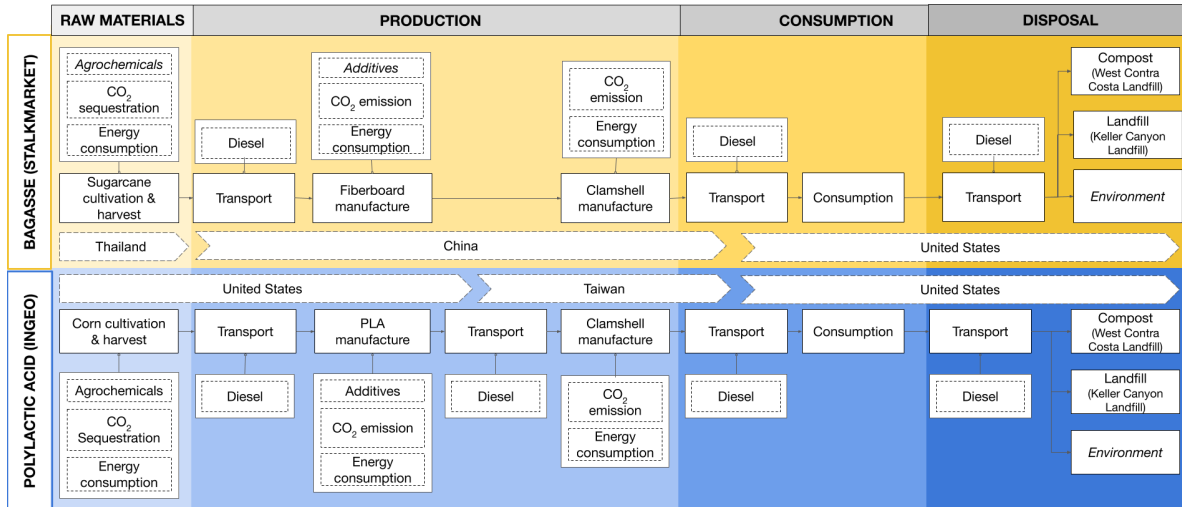 RAW MATERIALS
PRODUCTION
CONSUMPTION
DISPOSAL
BAGASSE (STALKMARKET)
Agrochemicals
CO2
sequestration
Energy
consumption
Sugarcane
cultivation &
harvest
Diesel
Transport
Additives
CO2 emission
Energy
consumption
Fiberboard
manufacture
CO2
emission
Energy
consumption
Clamshell
manufacture
Diesel
Transport
Consumption
Diesel
Transport
Compost
(West Contra
Costa Landfill)
Landfill
(Keller Canyon
Landfill)
Environment
Thailand
China
United States
POLYLACTIC ACID (INGEO)
United States
Taiwan
United States
Corn cultivation
& harvest
Agrochemicals
CO2
Sequestration
Energy
consumption
Transport
Diesel
PLA
manufacture
Additives
CO2 emission
Energy
consumption
Transport
Diesel
Clamshell
manufacture
CO2
emission
Energy
consumption
Transport
Diesel
Consumption
Transport
Diesel
Compost
(West Contra
Costa Landfill)
Landfill
(Keller Canyon
Landfill)
Environment